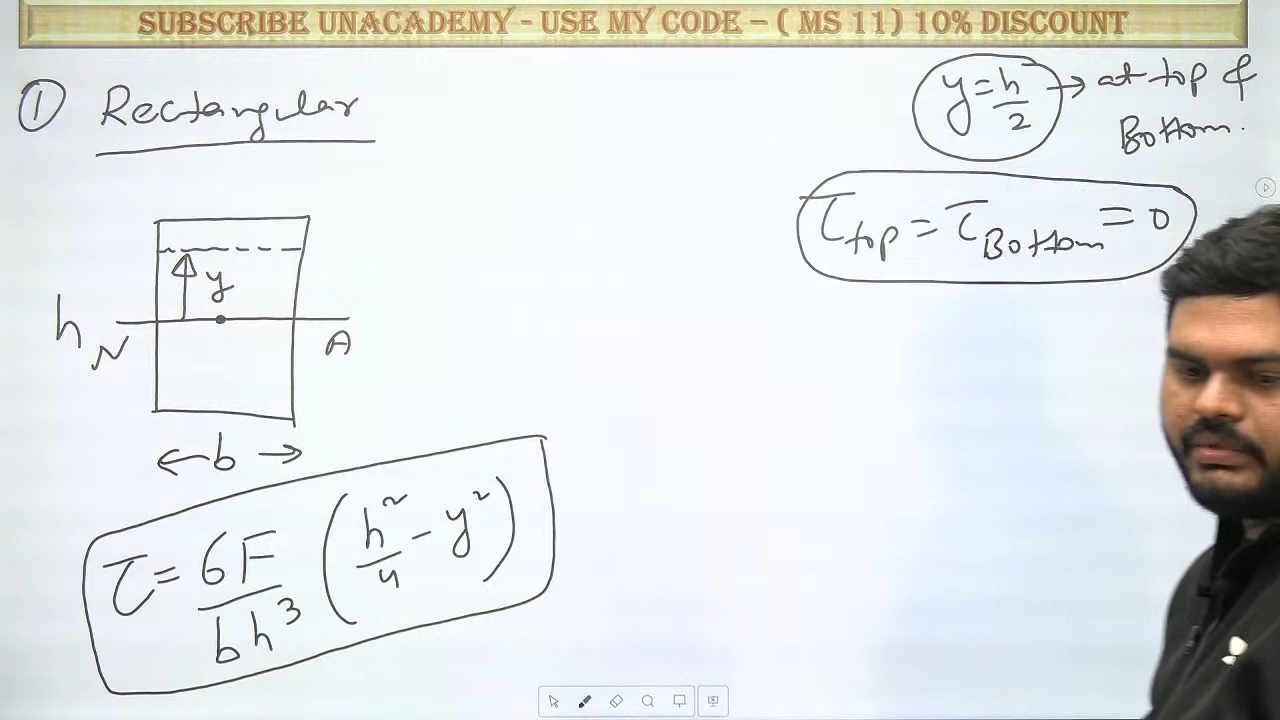 SUBSCRIBE UNACADEMY - USE MY CODE – ( MS 11) 10% DISCOUNT
① Rectangular
y = h/2 → at top &
Bottom.
τtop = τBottom = 0
y
h
N A
b
τ = 6F/bh³ (h²/4 - y²)